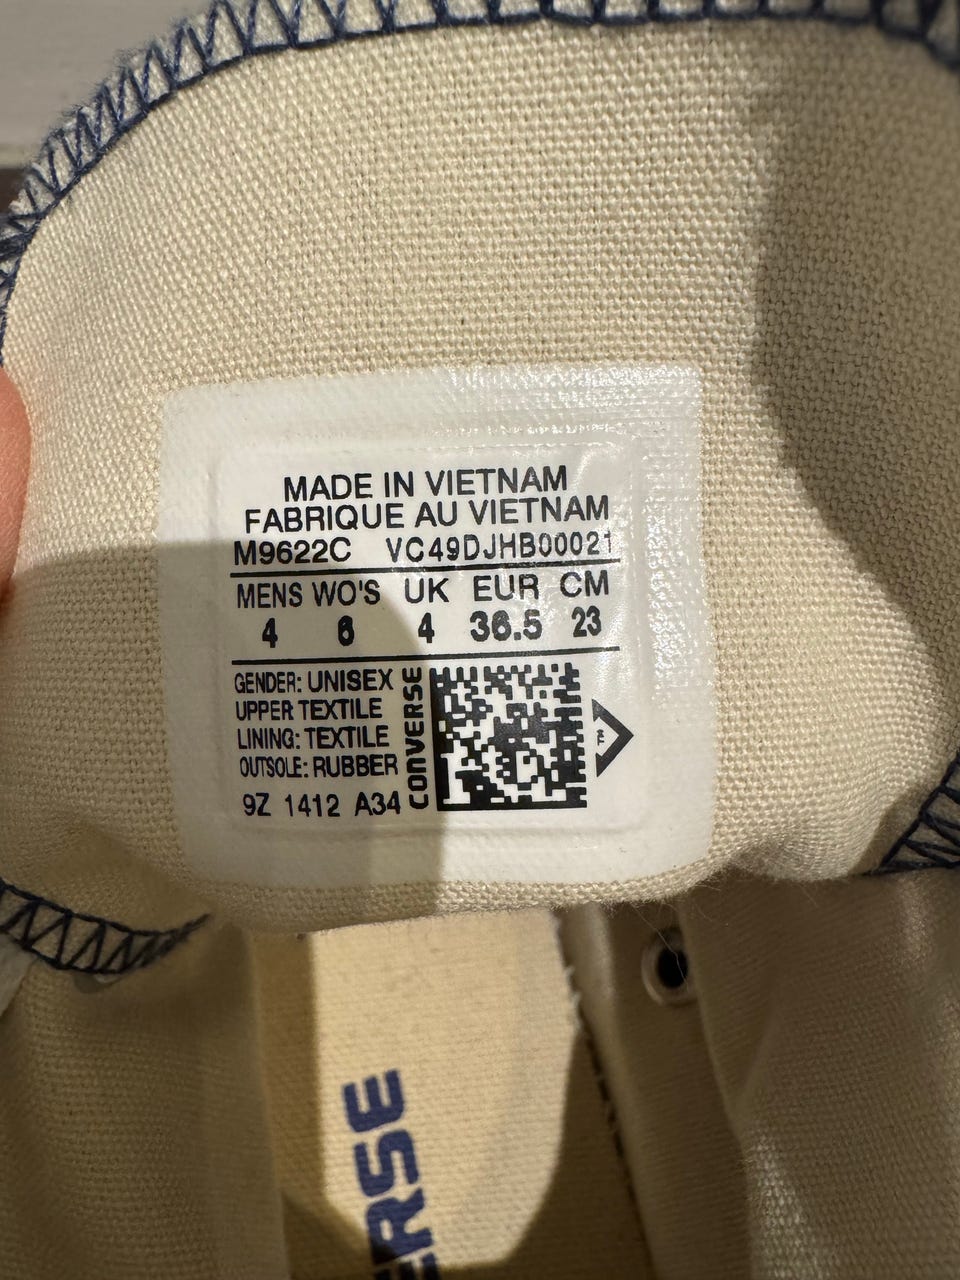 MADE IN VIETNAM
FABRIQUE AU VIETNAM
M9622C VC49DJHB00021
MENS WO'S UK EUR CM
4 6 4 36.5 23
GENDER: UNISEX
UPPER TEXTILE
LINING: TEXTILE
OUTSOLE: RUBBER
9Z 1412 A34
CONVERSE
ERSE